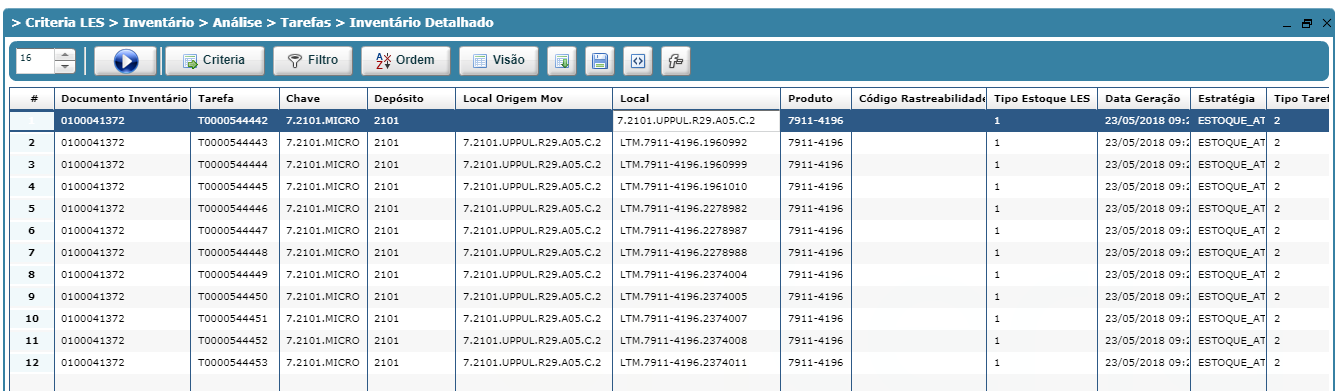 > Criteria LES > Inventário > Análise > Tarefas > Inventário Detalhado
16 Criteria Filtro Ordem Visão
# Documento Inventário Tarefa Chave Depósito Local Origem Mov Local Produto Código Rastreabilidade Tipo Estoque LES Data Geração Estratégia Tipo Taref
1 0100041372 T0000544442 7.2101.MICRO 2101 7.2101.UPPUL.R29.A05.C.2 7911-4196 1 23/05/2018 09:2 ESTOQUE_AT 2
2 0100041372 T0000544443 7.2101.MICRO 2101 7.2101.UPPUL.R29.A05.C.2 LTM.7911-4196.1960992 7911-4196 1 23/05/2018 09:2 ESTOQUE_AT 2
3 0100041372 T0000544444 7.2101.MICRO 2101 7.2101.UPPUL.R29.A05.C.2 LTM.7911-4196.1960999 7911-4196 1 23/05/2018 09:2 ESTOQUE_AT 2
4 0100041372 T0000544445 7.2101.MICRO 2101 7.2101.UPPUL.R29.A05.C.2 LTM.7911-4196.1961010 7911-4196 1 23/05/2018 09:2 ESTOQUE_AT 2
5 0100041372 T0000544446 7.2101.MICRO 2101 7.2101.UPPUL.R29.A05.C.2 LTM.7911-4196.2278982 7911-4196 1 23/05/2018 09:2 ESTOQUE_AT 2
6 0100041372 T0000544447 7.2101.MICRO 2101 7.2101.UPPUL.R29.A05.C.2 LTM.7911-4196.2278987 7911-4196 1 23/05/2018 09:2 ESTOQUE_AT 2
7 0100041372 T0000544448 7.2101.MICRO 2101 7.2101.UPPUL.R29.A05.C.2 LTM.7911-4196.2278988 7911-4196 1 23/05/2018 09:2 ESTOQUE_AT 2
8 0100041372 T0000544449 7.2101.MICRO 2101 7.2101.UPPUL.R29.A05.C.2 LTM.7911-4196.2374004 7911-4196 1 23/05/2018 09:2 ESTOQUE_AT 2
9 0100041372 T0000544450 7.2101.MICRO 2101 7.2101.UPPUL.R29.A05.C.2 LTM.7911-4196.2374005 7911-4196 1 23/05/2018 09:2 ESTOQUE_AT 2
10 0100041372 T0000544451 7.2101.MICRO 2101 7.2101.UPPUL.R29.A05.C.2 LTM.7911-4196.2374007 7911-4196 1 23/05/2018 09:2 ESTOQUE_AT 2
11 0100041372 T0000544452 7.2101.MICRO 2101 7.2101.UPPUL.R29.A05.C.2 LTM.7911-4196.2374008 7911-4196 1 23/05/2018 09:2 ESTOQUE_AT 2
12 0100041372 T0000544453 7.2101.MICRO 2101 7.2101.UPPUL.R29.A05.C.2 LTM.7911-4196.2374011 7911-4196 1 23/05/2018 09:2 ESTOQUE_AT 2